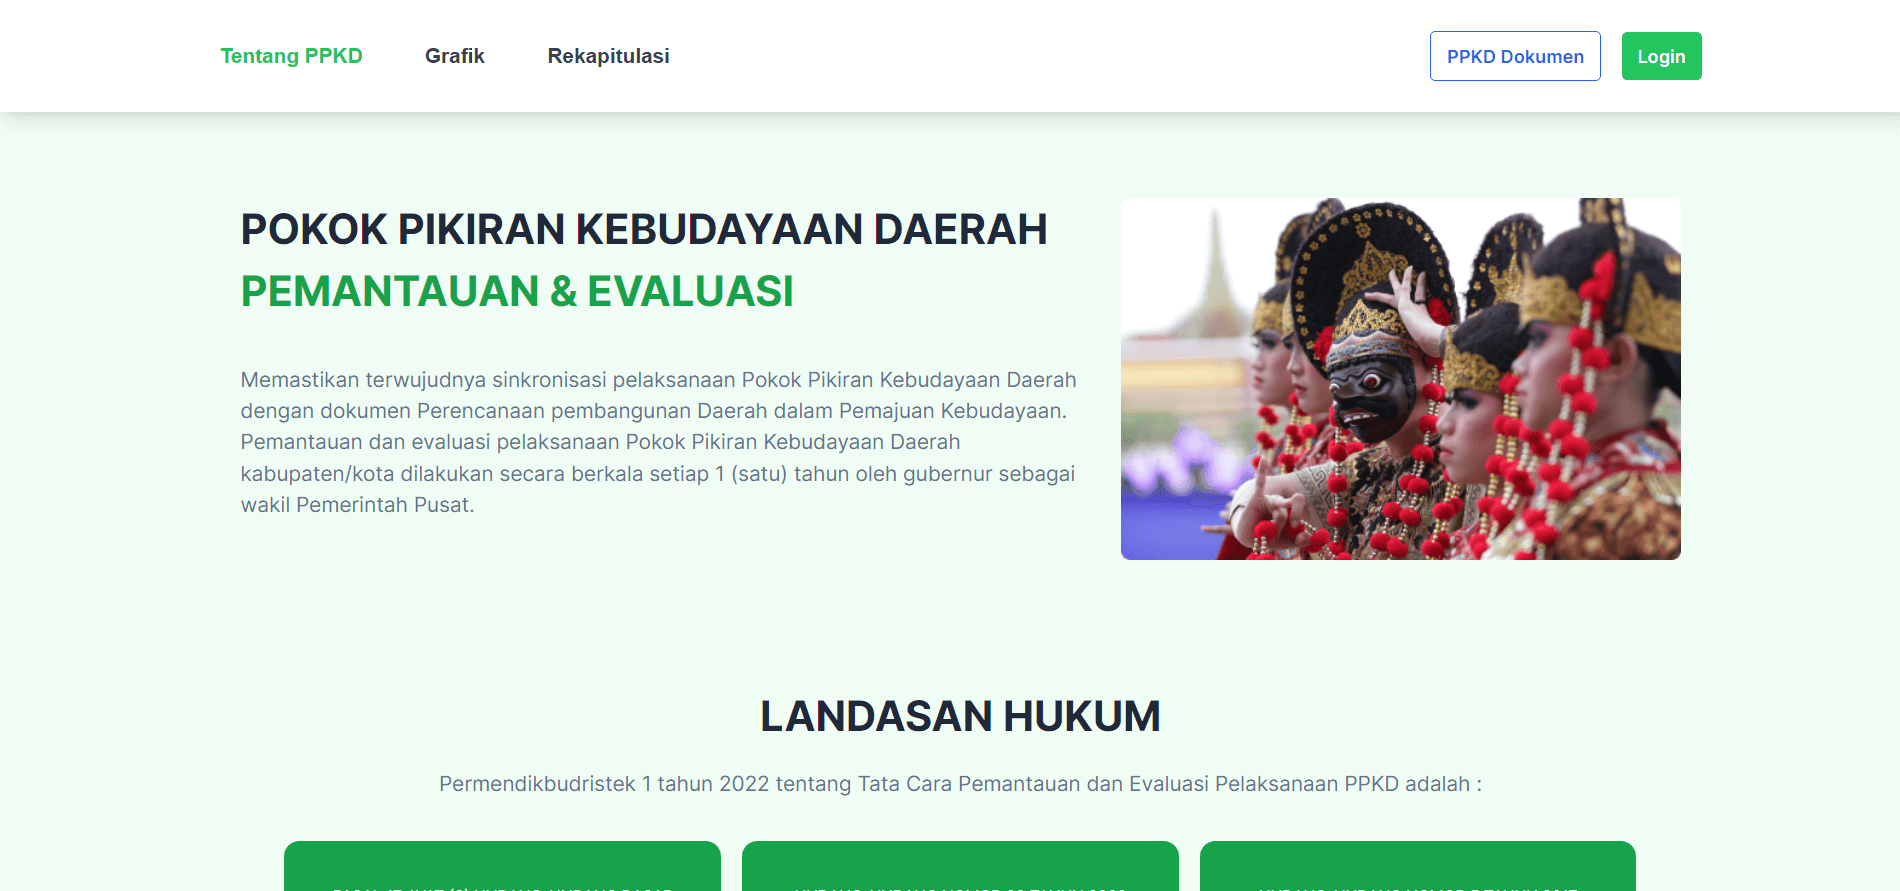 Tentang PPKD
Grafik
Rekapitulasi
PPKD Dokumen
Login
POKOK PIKIRAN KEBUDAYAAN DAERAH
PEMANTAUAN & EVALUASI
Memastikan terwujudnya sinkronisasi pelaksanaan Pokok Pikiran Kebudayaan Daerah
dengan dokumen Perencanaan pembangunan Daerah dalam Pemajuan Kebudayaan.
Pemantauan dan evaluasi pelaksanaan Pokok Pikiran Kebudayaan Daerah
kabupaten/kota dilakukan secara berkala setiap 1 (satu) tahun oleh gubernur sebagai
wakil Pemerintah Pusat.
LANDASAN HUKUM
Permendikbudristek 1 tahun 2022 tentang Tata Cara Pemantauan dan Evaluasi Pelaksanaan PPKD adalah :